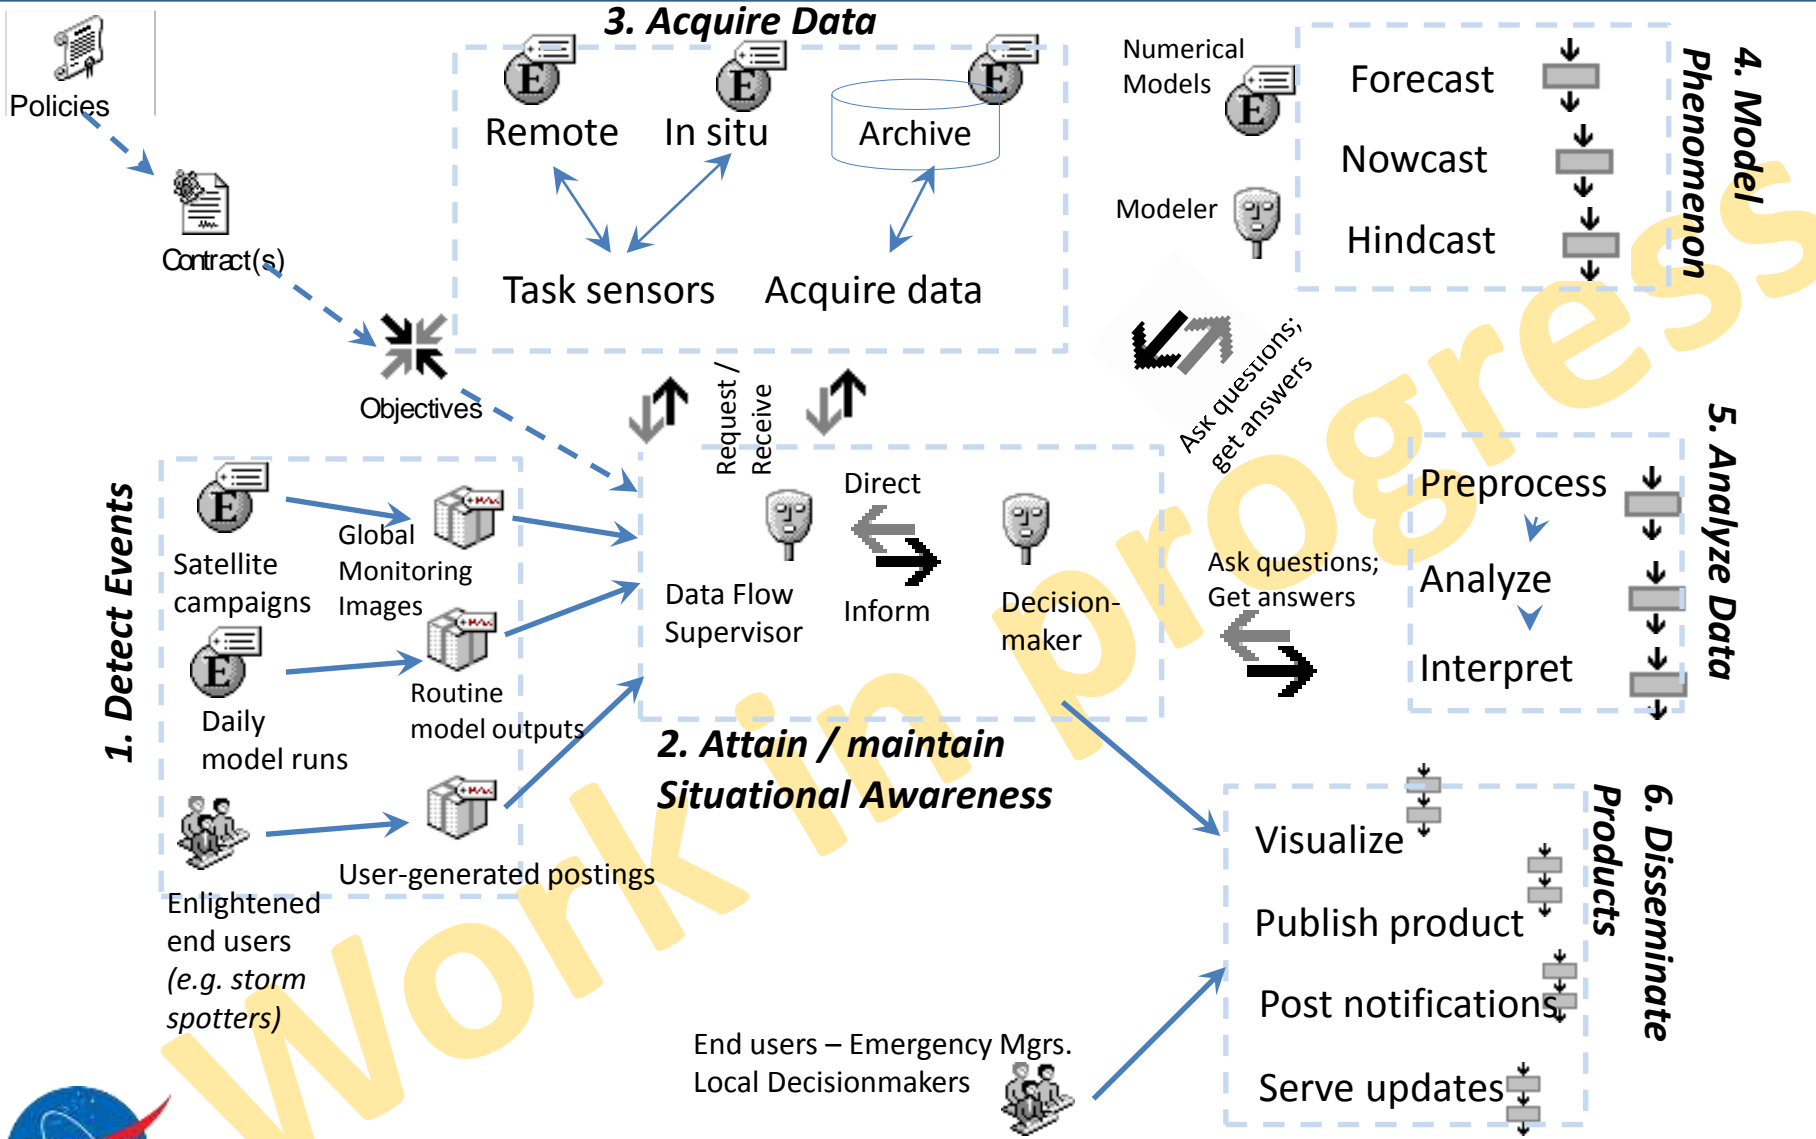 3. Acquire Data
Policies
Contract(s)
Objectives
E
Remote
E
In situ
E
Archive
Task sensors
Acquire data
Numerical
Models
E
Modeler
Forecast
Nowcast
Hindcast
4. Model
Phenomenon
Request /
Receive
Ask questions;
get answers
1. Detect Events
E
Satellite
campaigns
Global
Monitoring
Images
E
Daily
model runs
Routine
model outputs
User-generated postings
Enlightened
end users
(e.g. storm
spotters)
Data Flow
Supervisor
Direct
Inform
Decision-
maker
2. Attain / maintain
Situational Awareness
Ask questions;
Get answers
Preprocess
Analyze
Interpret
5. Analyze Data
Visualize
Publish product
Post notifications
Serve updates
6. Disseminate
Products
End users – Emergency Mgrs.
Local Decisionmakers
Work in progress